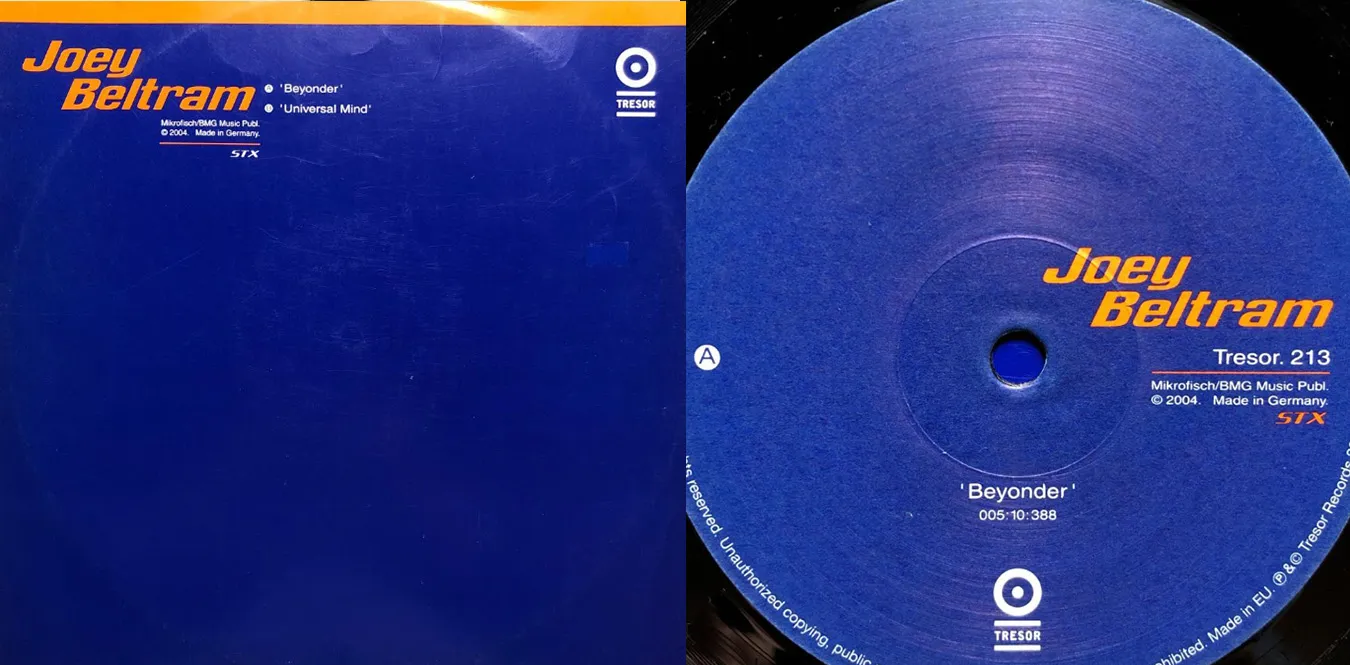 Joey
Beltram
A 'Beyonder'
B 'Universal Mind'
Mikrofisch/BMG Music Publ.
© 2004. Made in Germany.
STX
TRESOR
Joey
Beltram
Tresor. 213
Mikrofisch/BMG Music Publ.
© 2004. Made in Germany.
STX
A
'Beyonder'
005:10:388
TRESOR
reserved. Unauthorized copying, public
Made in EU. ℗ & © Tresor Records